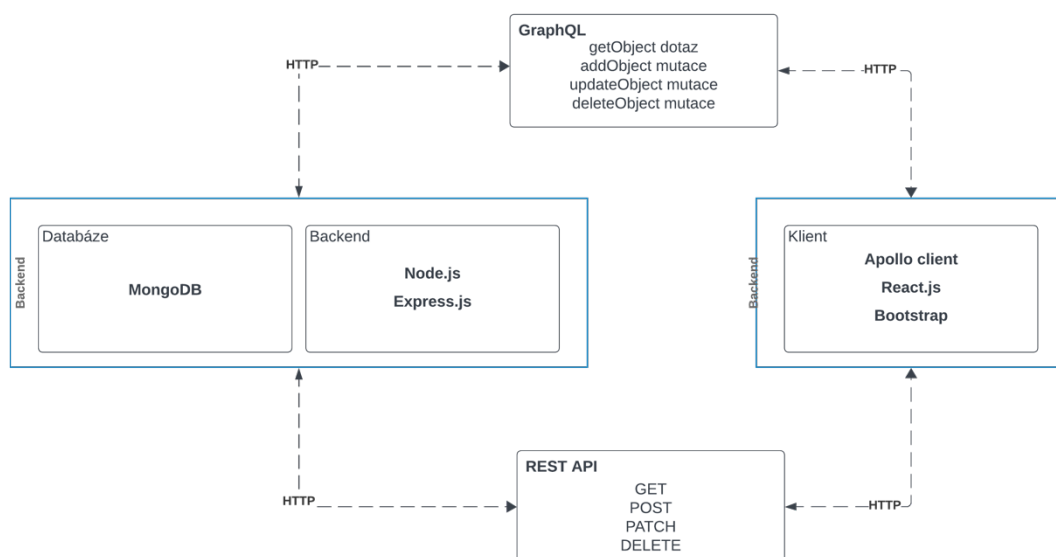 GraphQL
getObject dotaz
addObject mutace
updateObject mutace
deleteObject mutace
HTTP
HTTP
Backend
Databáze
MongoDB
Backend
Node.js
Express.js
Backend
Klient
Apollo client
React.js
Bootstrap
REST API
GET
POST
PATCH
DELETE
HTTP
HTTP